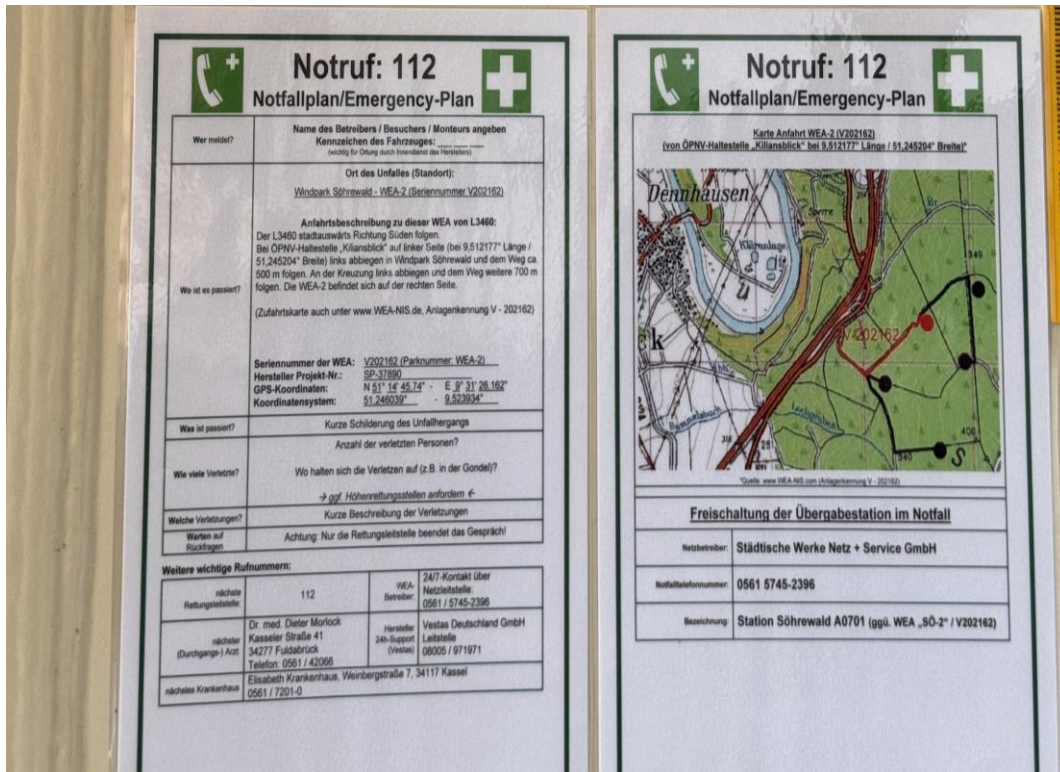 Notruf: 112
Notfallplan/Emergency-Plan
Wer meldet?
Name des Betreibers / Besuchers / Monteurs angeben
Kennzeichen des Fahrzeuges: ___ ___ ___
(wichtig für Ortung durch Innendienst des Herstellers)
Wo ist es passiert?
Ort des Unfalles (Standort):
Windpark Söhrewald - WEA-2 (Seriennummer V202162)
Anfahrtsbeschreibung zu dieser WEA von L3460:
Der L3460 stadtauswärts Richtung Süden folgen.
Bei ÖPNV-Haltestelle „Kiliansblick" auf linker Seite (bei 9,512177° Länge /
51,245204° Breite) links abbiegen in Windpark Söhrewald und dem Weg ca.
500 m folgen. An der Kreuzung links abbiegen und dem Weg weitere 700 m
folgen. Die WEA-2 befindet sich auf der rechten Seite.
(Zufahrtskarte auch unter www.WEA-NIS.de, Anlagenkennung V - 202162)
Seriennummer der WEA: V202162 (Parknummer: WEA-2)
Hersteller Projekt-Nr.: SP-37890
GPS-Koordinaten: N 51° 14' 45.74" - E 9° 31' 26.162"
Koordinatensystem: 51.246039° - 9.523934°
Was ist passiert?
Kurze Schilderung des Unfallhergangs
Wie viele Verletzte?
Anzahl der verletzten Personen?
Wo halten sich die Verletzen auf (z.B. in der Gondel)?
→ ggf. Höhenrettungsstellen anfordern ←
Welche Verletzungen?
Kurze Beschreibung der Verletzungen
Warten auf
Rückfragen
Achtung: Nur die Rettungsleitstelle beendet das Gespräch!
Weitere wichtige Rufnummern:
nächste
Rettungsleitstelle:
112
WEA-
Betreiber:
24/7-Kontakt über
Netzleitstelle:
0561 / 5745-2396
nächster
(Durchgangs-) Arzt
Dr. med. Dieter Morlock
Kasseler Straße 41
34277 Fuldabrück
Telefon: 0561 / 42066
Hersteller
24h-Support
(Vestas)
Vestas Deutschland GmbH
Leitstelle
08005 / 971971
nächstes Krankenhaus
Elisabeth Krankenhaus, Weinbergstraße 7, 34117 Kassel
0561 / 7201-0
Notruf: 112
Notfallplan/Emergency-Plan
Karte Anfahrt WEA-2 (V202162)
(von ÖPNV-Haltestelle „Kiliansblick" bei 9,512177° Länge / 51,245204° Breite)*
Dennhausen
Kläranlage
349
V-202162
k
400
S
*Quelle: www.WEA-NIS.com (Anlagenkennung V - 202162)
Freischaltung der Übergabestation im Notfall
Netzbetreiber:
Städtische Werke Netz + Service GmbH
Notfalltelefonnummer:
0561 5745-2396
Bezeichnung:
Station Söhrewald A0701 (ggü. WEA „SÖ-2" / V202162)